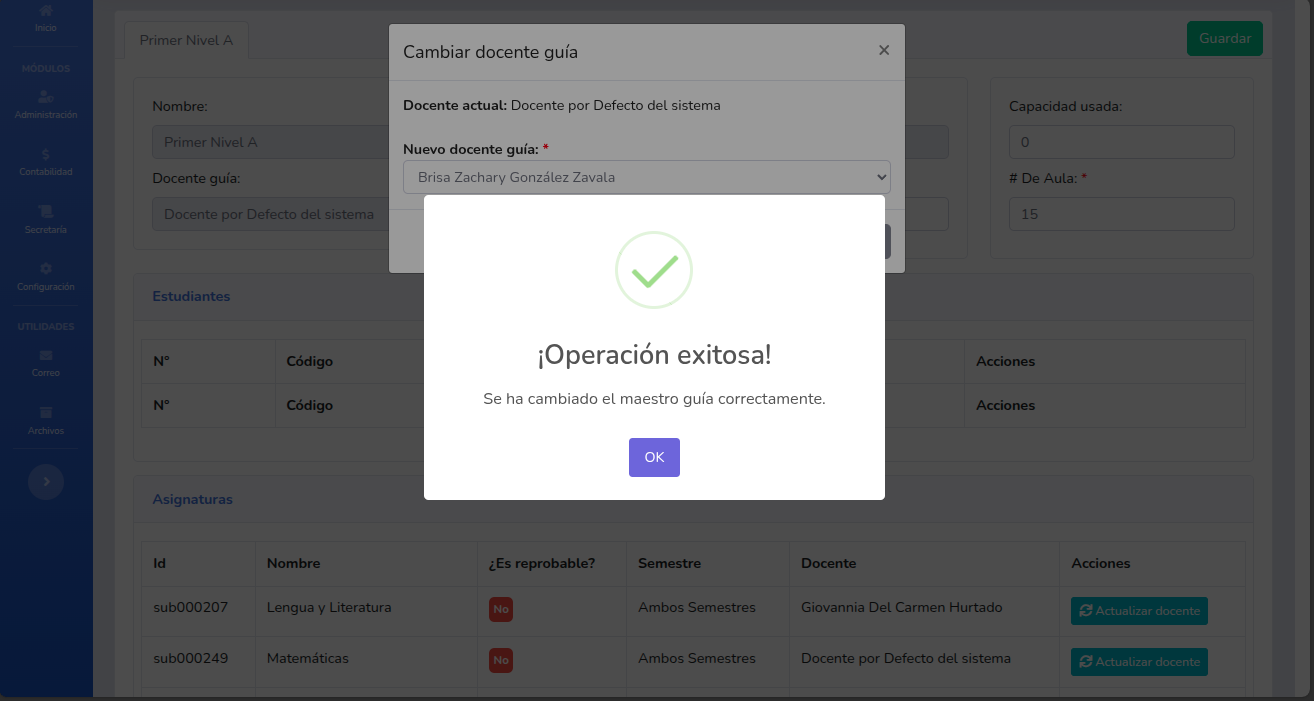 Inicio
MÓDULOS
Administración
$
Contabilidad
Secretaría
Configuración
UTILIDADES
Correo
Archivos
Primer Nivel A
Guardar
Cambiar docente guía
×
Docente actual: Docente por Defecto del sistema
Nuevo docente guía: *
Brisa Zachary González Zavala
Nombre:
Primer Nivel A
Docente guía:
Docente por Defecto del sistema
Capacidad usada:
0
# De Aula: *
15
¡Operación exitosa!
Se ha cambiado el maestro guía correctamente.
OK
Estudiantes
N° Código Acciones
N° Código Acciones
Asignaturas
Id Nombre ¿Es reprobable? Semestre Docente Acciones
sub000207 Lengua y Literatura No Ambos Semestres Giovannia Del Carmen Hurtado Actualizar docente
sub000249 Matemáticas No Ambos Semestres Docente por Defecto del sistema Actualizar docente